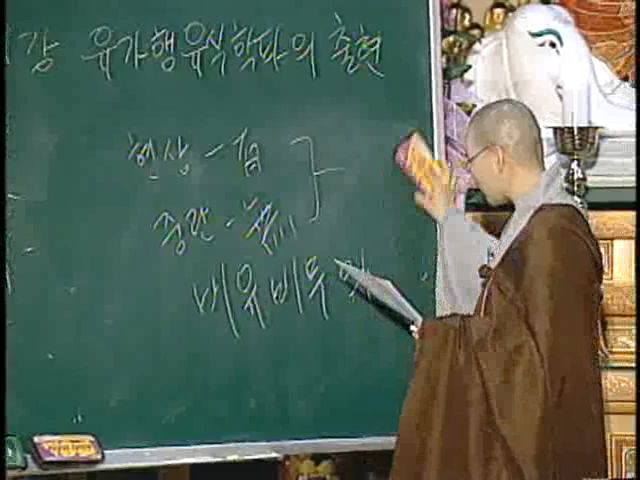 강 유가행유식학파의 출현
현상 -
중관 -
비유비무